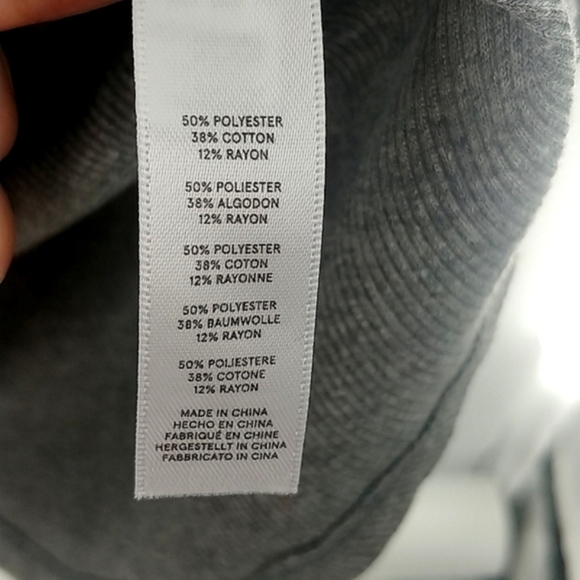 50% POLYESTER
38% COTTON
12% RAYON
50% POLIESTER
38% ALGODON
12% RAYON
50% POLYESTER
38% COTON
12% RAYONNE
50% POLYESTER
38% BAUMWOLLE
12% RAYON
50% POLIESTERE
38% COTONE
12% RAYON
MADE IN CHINA
HECHO EN CHINA
FABRIQUÉ EN CHINE
HERGESTELLT IN CHINA
FABBRICATO IN CINA